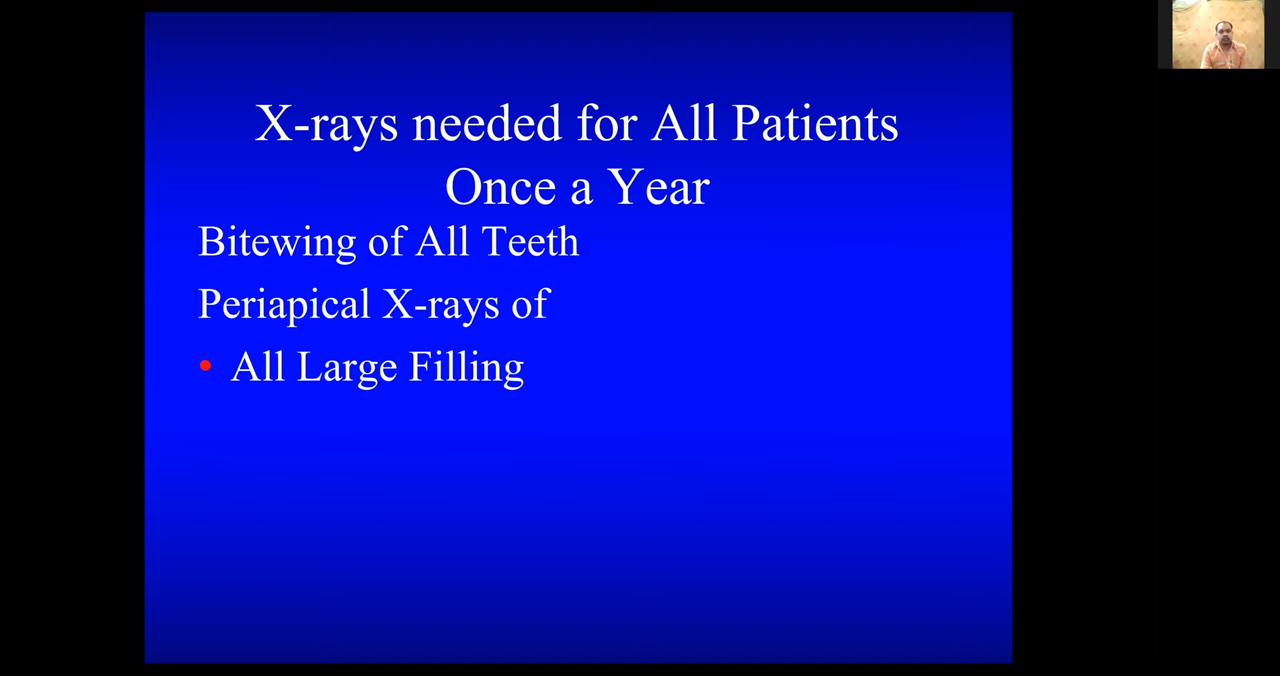 X-rays needed for All Patients
Once a Year
Bitewing of All Teeth
Periapical X-rays of
• All Large Filling